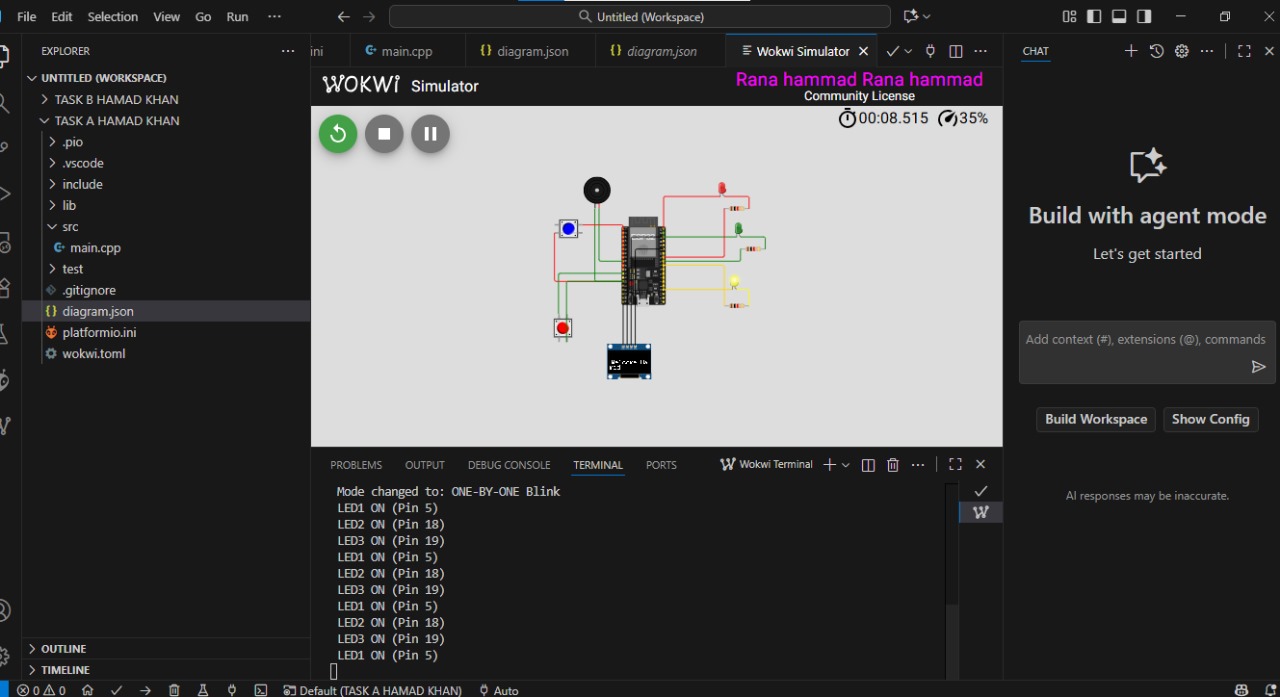 File Edit Selection View Go Run ···
Untitled (Workspace)
EXPLORER ···
UNTITLED (WORKSPACE)
TASK B HAMAD KHAN
TASK A HAMAD KHAN
.pio
.vscode
include
lib
src
main.cpp
test
.gitignore
diagram.json
platformio.ini
wokwi.toml
OUTLINE
TIMELINE
ini
main.cpp
diagram.json
diagram.json
Wokwi Simulator
WOKWI Simulator
Rana hammad Rana hammad
Community License
00:08.515 35%
PROBLEMS OUTPUT DEBUG CONSOLE TERMINAL PORTS
Wokwi Terminal
Mode changed to: ONE-BY-ONE Blink
LED1 ON (Pin 5)
LED2 ON (Pin 18)
LED3 ON (Pin 19)
LED1 ON (Pin 5)
LED2 ON (Pin 18)
LED3 ON (Pin 19)
LED1 ON (Pin 5)
LED2 ON (Pin 18)
LED3 ON (Pin 19)
LED1 ON (Pin 5)
CHAT
Build with agent mode
Let's get started
Add context (#), extensions (@), commands
Build Workspace Show Config
AI responses may be inaccurate.
0 0 Default (TASK A HAMAD KHAN) Auto